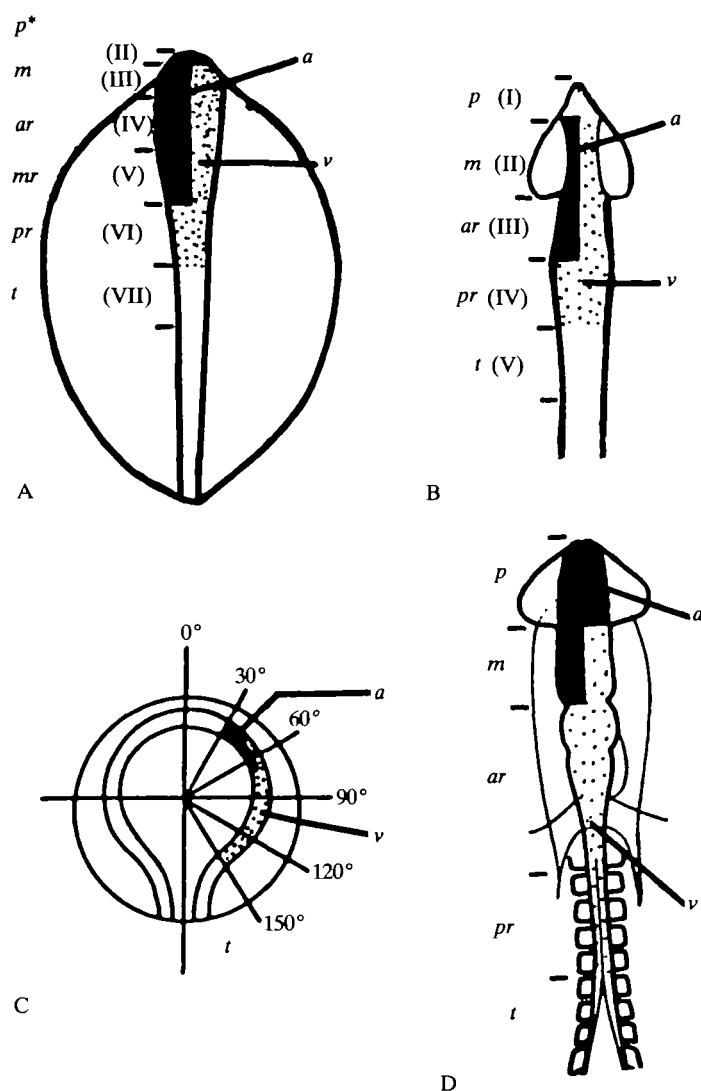 p*
(II)
m (III) a
ar (IV)
mr (V) v
pr (VI)
t (VII)
A
p (I)
a
m (II)
ar (III)
pr (IV) v
t (V)
B
0°
30° a
60°
90°
v
120°
150°
t
C
p
a
m
ar
v
pr
t
D